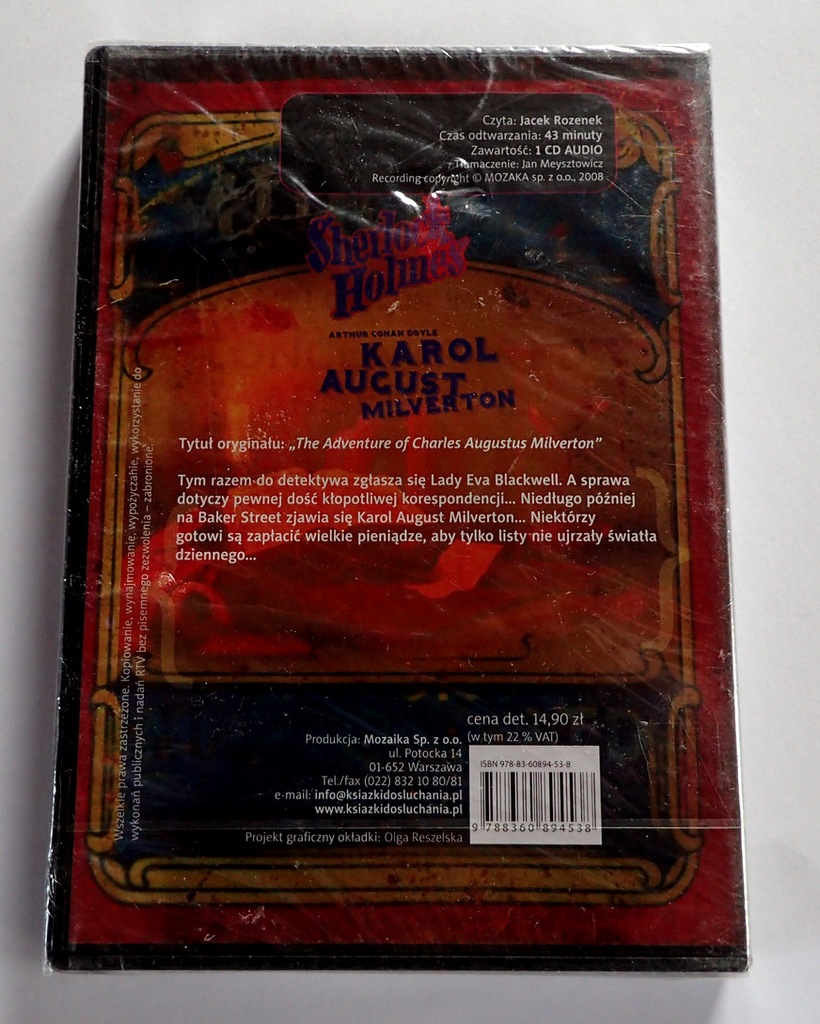 Czyta: Jacek Rozenek
Czas odtwarzania: 43 minuty
Zawartość: 1 CD AUDIO
Tłumaczenie: Jan Meysztowicz
Recording copyright © MOZAKA sp. z o.o., 2008
Sherlock
Holmes
ARTHUR CONAN DOYLE
KAROL
AUGUST
MILVERTON
Tytuł oryginału: „The Adventure of Charles Augustus Milverton”
Tym razem do detektywa zgłasza się Lady Eva Blackwell. A sprawa
dotyczy pewnej dość kłopotliwej korespondencji... Niedługo później
na Baker Street zjawia się Karol August Milverton... Niektórzy
gotowi są zapłacić wielkie pieniądze, aby tylko listy nie ujrzały światła
dziennego...
Wszelkie prawa zastrzeżone. Kopiowanie, wynajmowanie, wypożyczanie, wykorzystanie do
wykonań publicznych i nadań RTV bez pisemnego zezwolenia – zabronione.
cena det. 14,90 zł
(w tym 22 % VAT)
Produkcja: Mozaika Sp. z o.o.
ul. Potocka 14
01-652 Warszawa
Tel./fax (022) 832 10 80/81
e-mail: info@ksiazkidosluchania.pl
www.ksiazkidosluchania.pl
Projekt graficzny okładki: Olga Reszelska
ISBN 978-83-60894-53-8
9 788360 894538